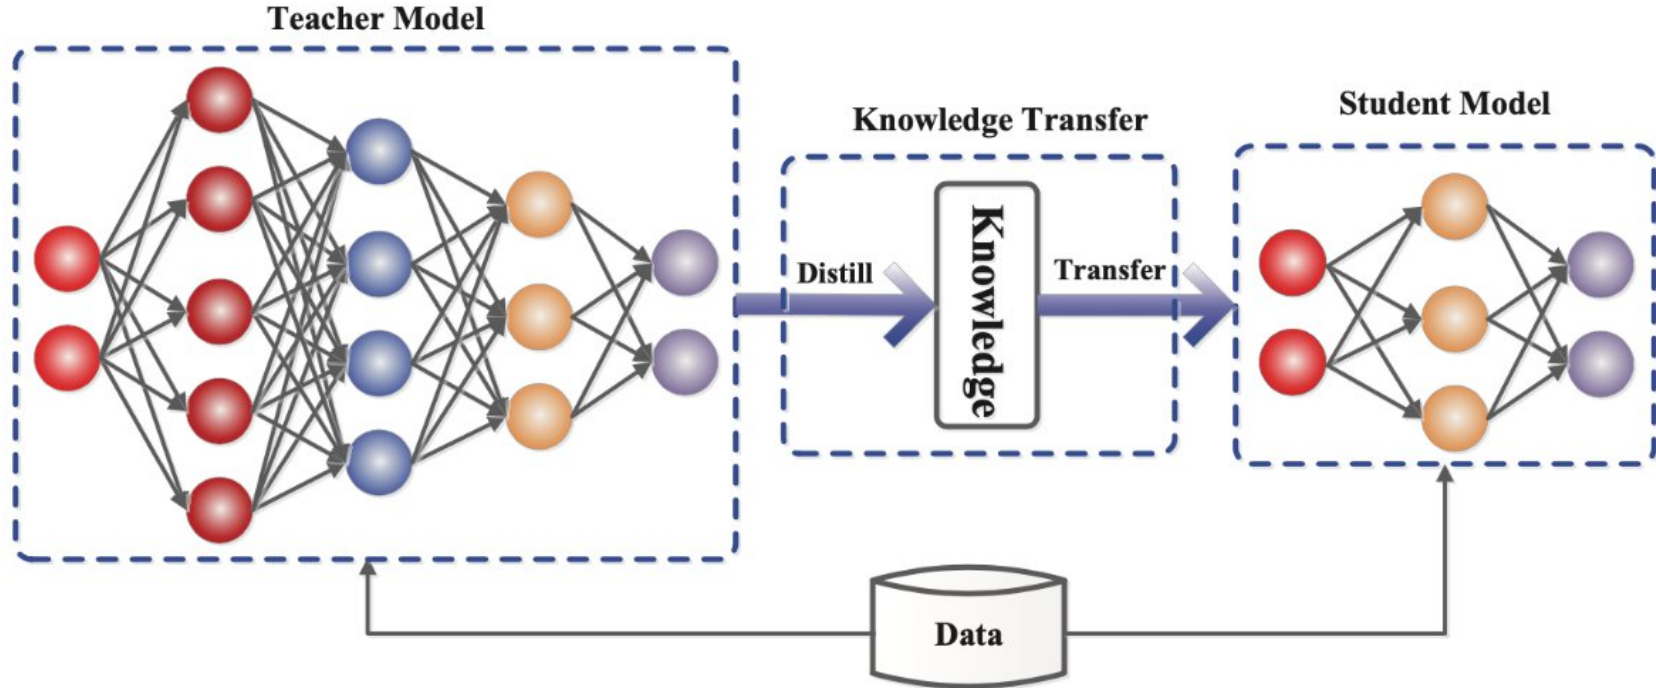 Teacher Model
Knowledge Transfer
Student Model
Distill
Knowledge
Transfer
Data